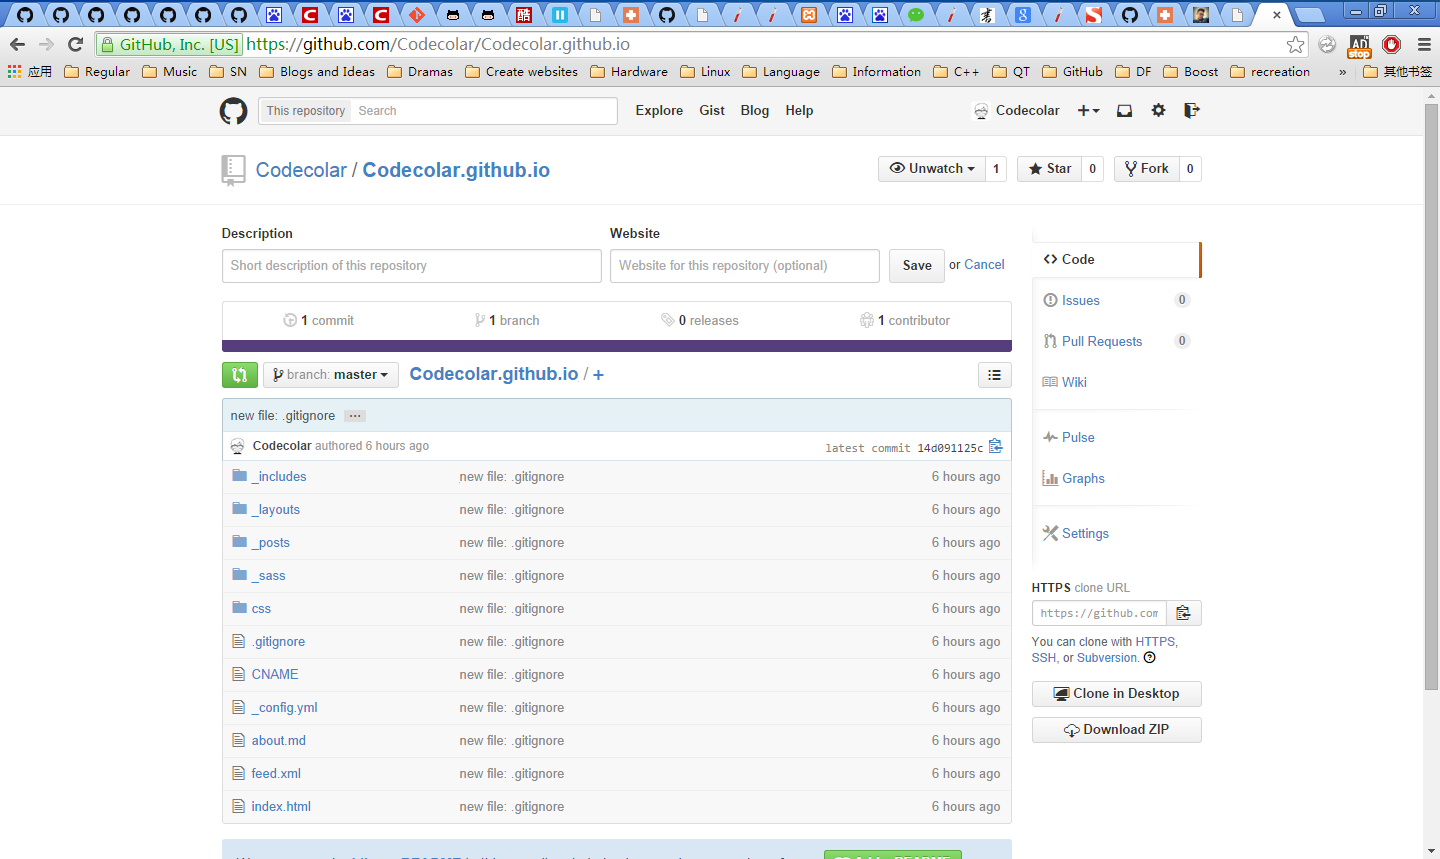 GitHub, Inc. [US] https://github.com/Codecolar/Codecolar.github.io
应用 Regular Music SN Blogs and Ideas Dramas Create websites Hardware Linux Language Information C++ QT GitHub DF Boost recreation » 其他书签
This repository Search Explore Gist Blog Help Codecolar
Codecolar / Codecolar.github.io Unwatch 1 Star 0 Fork 0
Description Website
Short description of this repository Website for this repository (optional) Save or Cancel
1 commit 1 branch 0 releases 1 contributor
branch: master Codecolar.github.io / +
new file: .gitignore ...
Codecolar authored 6 hours ago latest commit 14d091125c
_includes new file: .gitignore 6 hours ago
_layouts new file: .gitignore 6 hours ago
_posts new file: .gitignore 6 hours ago
_sass new file: .gitignore 6 hours ago
css new file: .gitignore 6 hours ago
.gitignore new file: .gitignore 6 hours ago
CNAME new file: .gitignore 6 hours ago
_config.yml new file: .gitignore 6 hours ago
about.md new file: .gitignore 6 hours ago
feed.xml new file: .gitignore 6 hours ago
index.html new file: .gitignore 6 hours ago
Code
Issues 0
Pull Requests 0
Wiki
Pulse
Graphs
Settings
HTTPS clone URL
https://github.com
You can clone with HTTPS,
SSH, or Subversion.
Clone in Desktop
Download ZIP